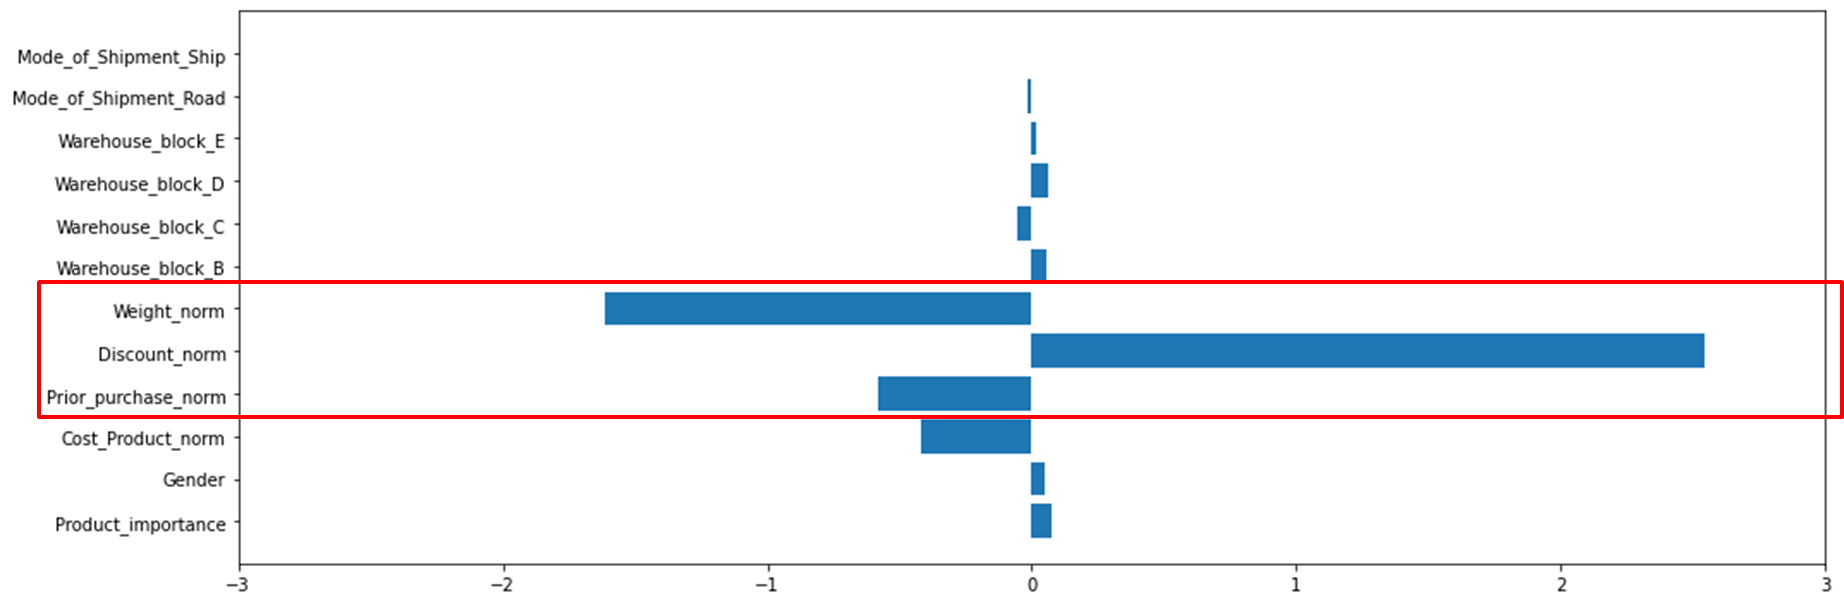 Mode_of_Shipment_Ship
Mode_of_Shipment_Road
Warehouse_block_E
Warehouse_block_D
Warehouse_block_C
Warehouse_block_B
Weight_norm
Discount_norm
Prior_purchase_norm
Cost_Product_norm
Gender
Product_importance
−3 −2 −1 0 1 2 3